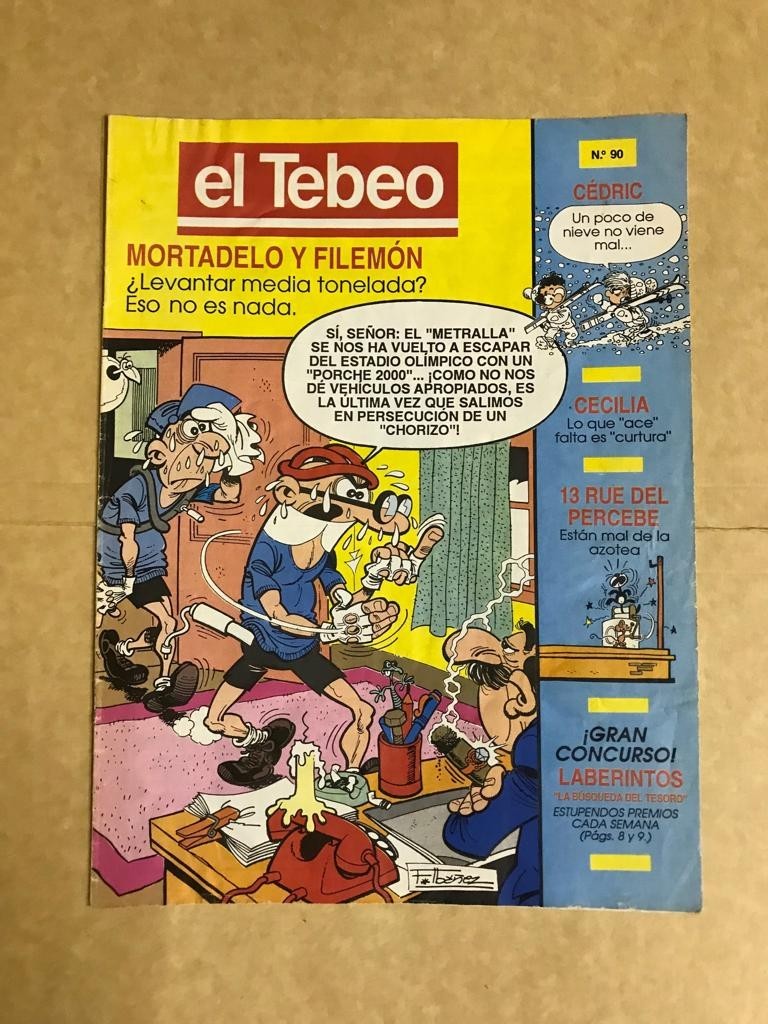 el Tebeo
MORTADELO Y FILEMÓN
¿Levantar media tonelada?
Eso no es nada.
SÍ, SEÑOR: EL "METRALLA"
SE NOS HA VUELTO A ESCAPAR
DEL ESTADIO OLÍMPICO CON UN
"PORCHE 2000"... ¡COMO NO NOS
DÉ VEHÍCULOS APROPIADOS, ES
LA ÚLTIMA VEZ QUE SALIMOS
EN PERSECUCIÓN DE UN
"CHORIZO"!
F. Ibáñez
N.º 90
CÉDRIC
Un poco de
nieve no viene
mal...
CECILIA
Lo que "ace"
falta es "curtura"
13 RUE DEL
PERCEBE
Están mal de la
azotea
¡GRAN
CONCURSO!
LABERINTOS
"LA BÚSQUEDA DEL TESORO"
ESTUPENDOS PREMIOS
CADA SEMANA
(Págs. 8 y 9.)